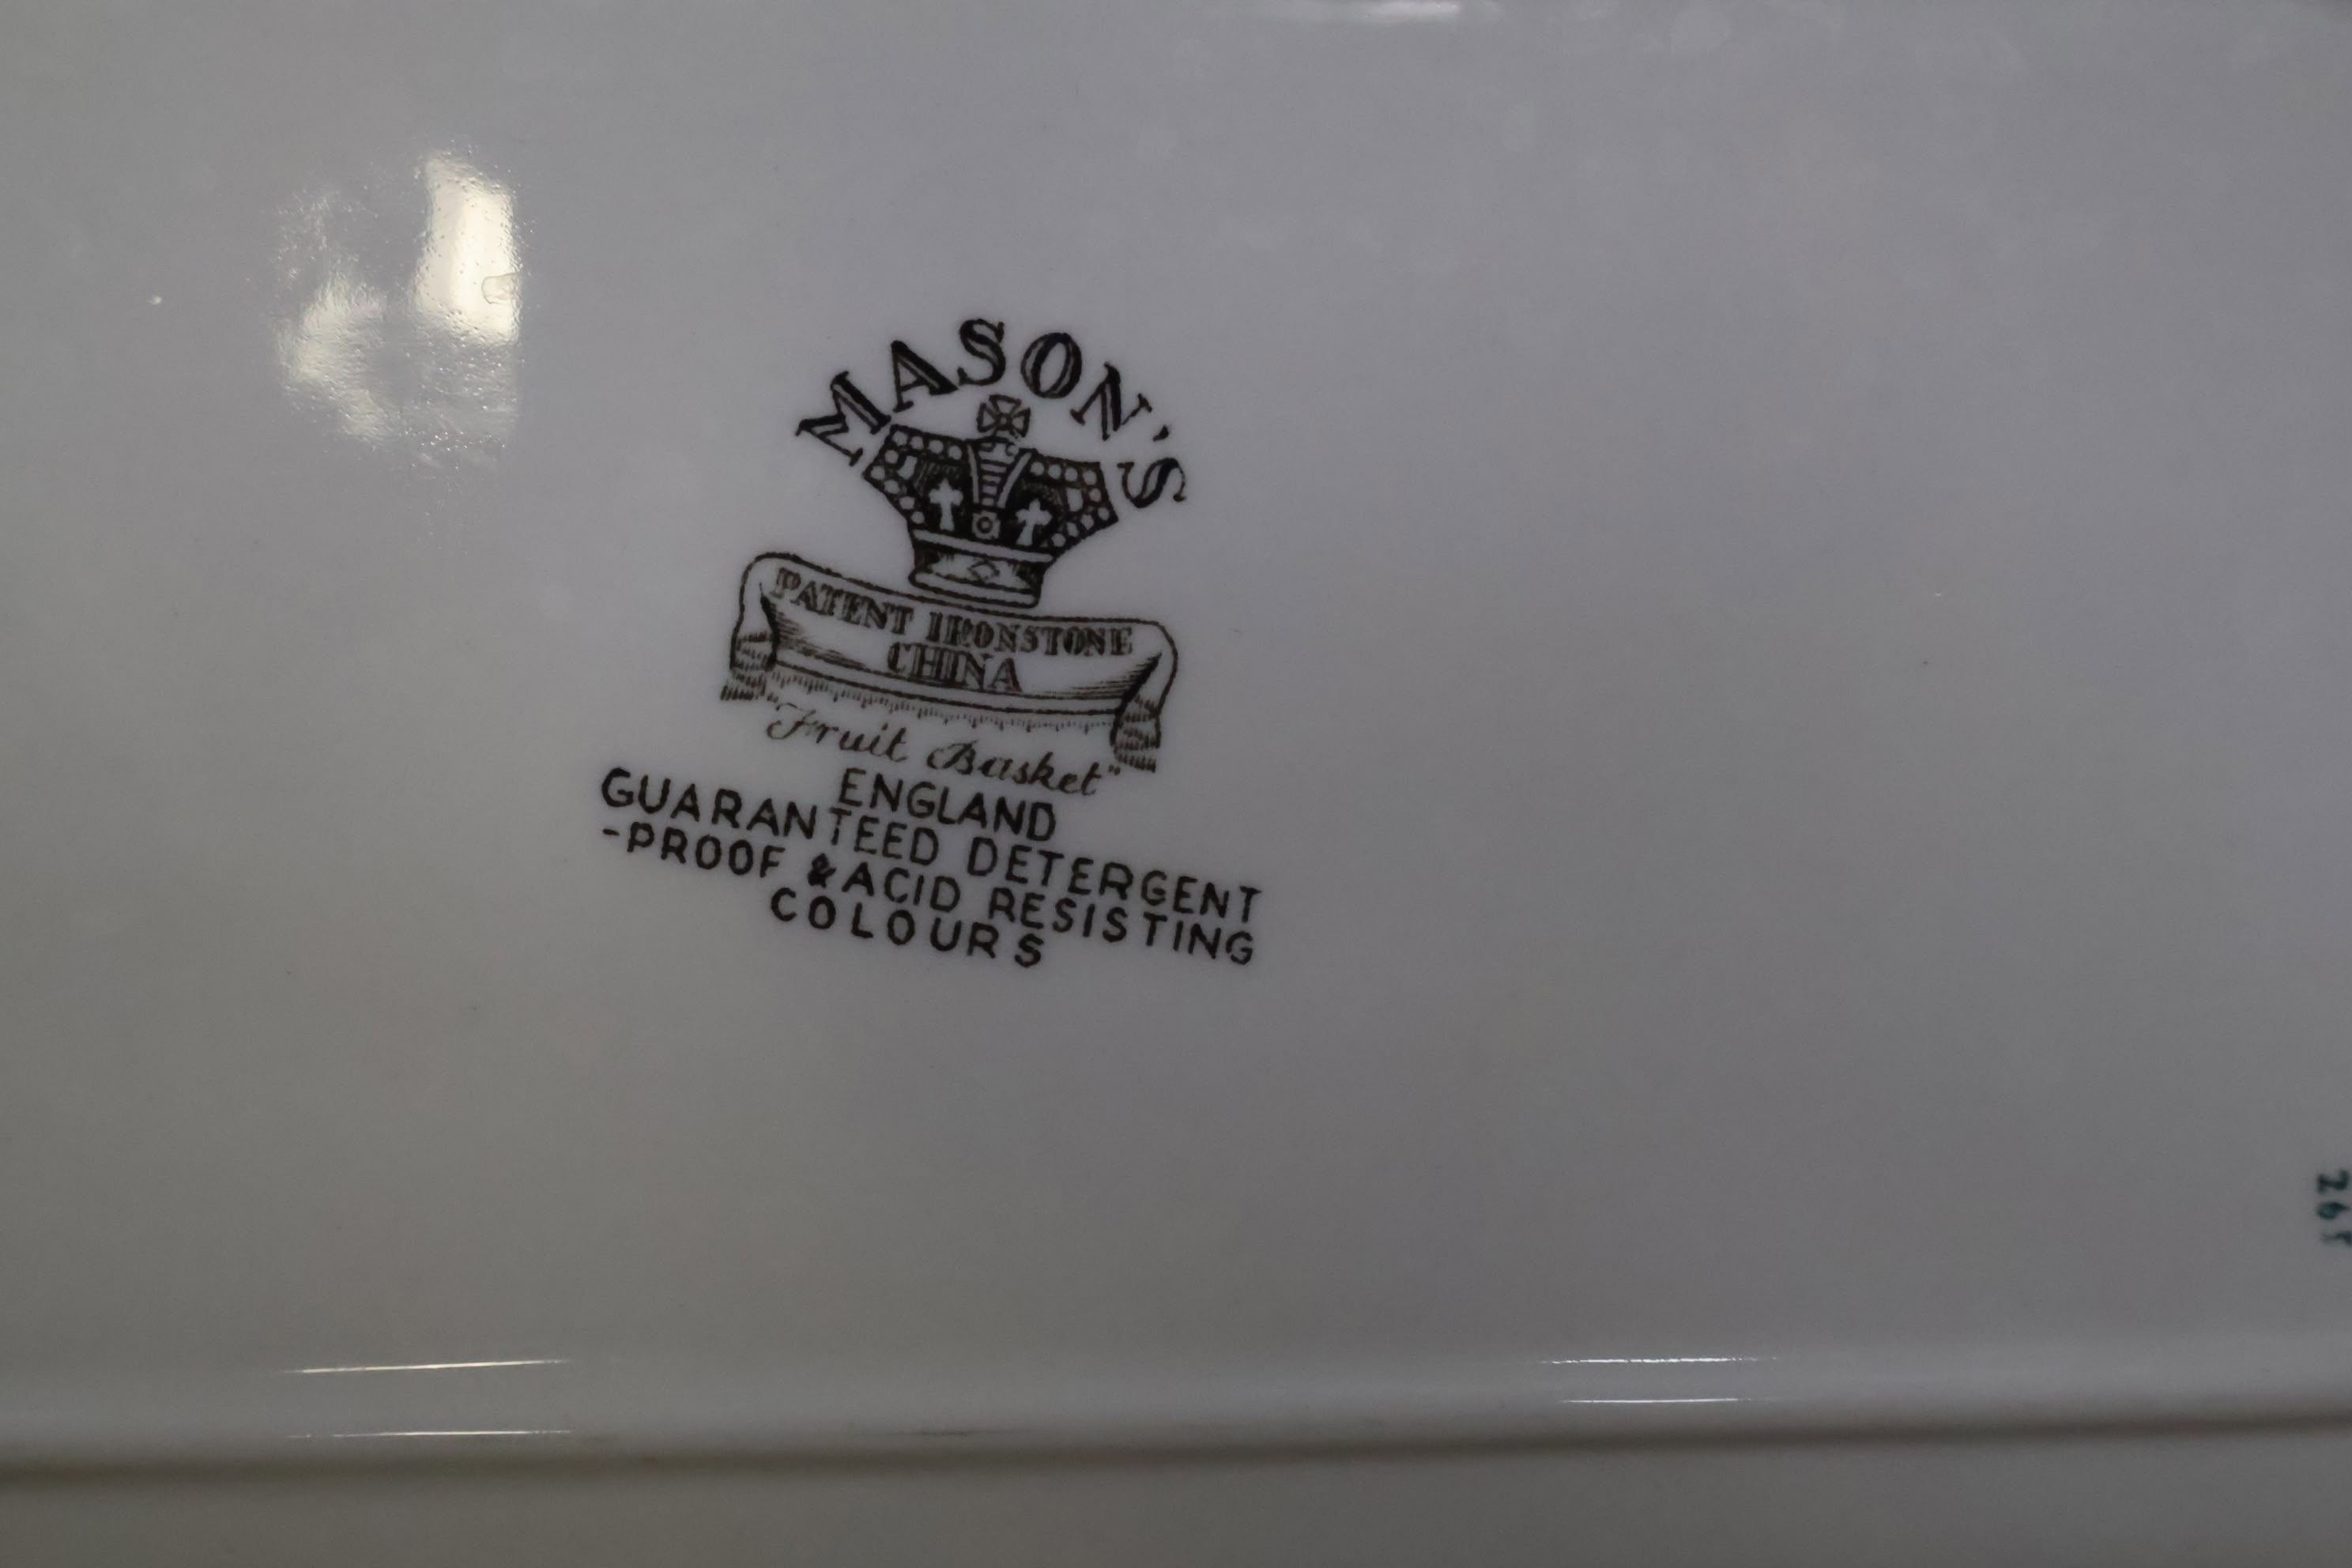 MASON'S
PATENT IRONSTONE
CHINA
"Fruit Basket"
ENGLAND
GUARANTEED DETERGENT
-PROOF & ACID RESISTING
COLOURS